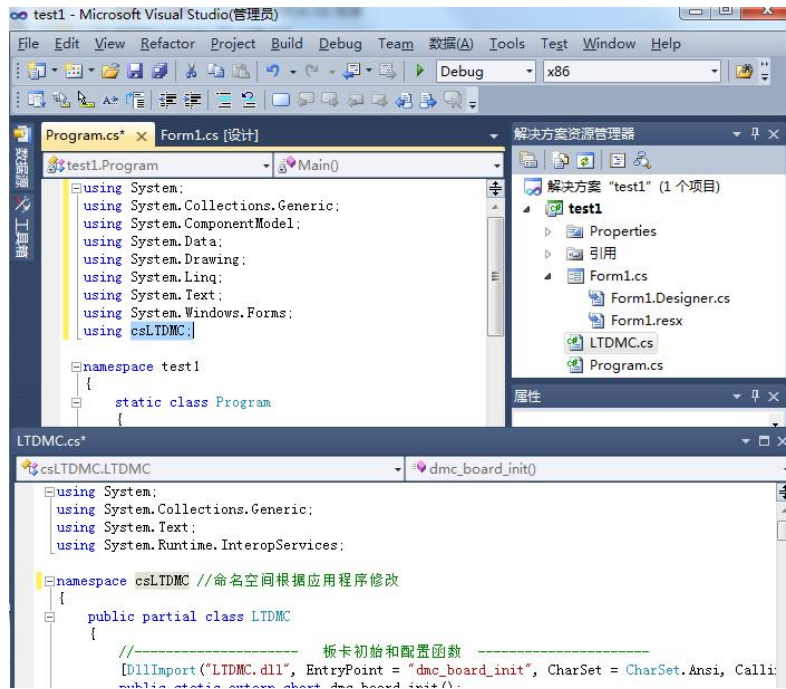 test1 - Microsoft Visual Studio(管理员)
File Edit View Refactor Project Build Debug Team 数据(A) Tools Test Window Help
Debug x86
Program.cs* Form1.cs [设计]
test1.Program Main()
using System;
using System.Collections.Generic;
using System.ComponentModel;
using System.Data;
using System.Drawing;
using System.Linq;
using System.Text;
using System.Windows.Forms;
using csLTDMC;
namespace test1
{
static class Program
{
数据源
工具箱
解决方案资源管理器
解决方案 "test1" (1 个项目)
test1
Properties
引用
Form1.cs
Form1.Designer.cs
Form1.resx
LTDMC.cs
Program.cs
属性
LTDMC.cs*
csLTDMC.LTDMC dmc_board_init()
using System;
using System.Collections.Generic;
using System.Text;
using System.Runtime.InteropServices;
namespace csLTDMC //命名空间根据应用程序修改
{
public partial class LTDMC
{
//---------------------- 板卡初始和配置函数 -----------------------
[DllImport("LTDMC.dll", EntryPoint = "dmc_board_init", CharSet = CharSet.Ansi, Calli
public static extern short dmc_board_init();